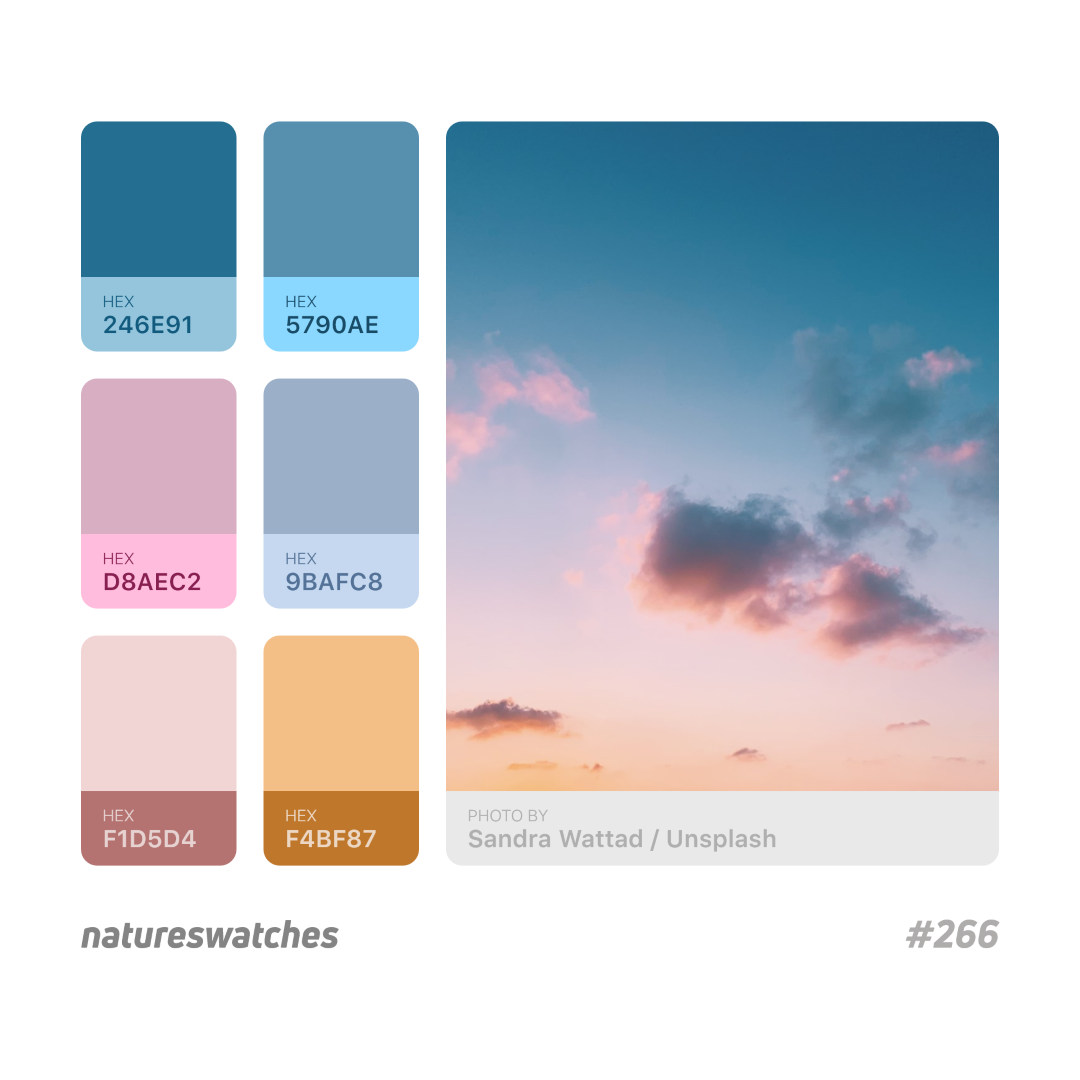 HEX
246E91
HEX
5790AE
HEX
D8AEC2
HEX
9BAFC8
HEX
F1D5D4
HEX
F4BF87
PHOTO BY
Sandra Wattad / Unsplash
natureswatches
#266